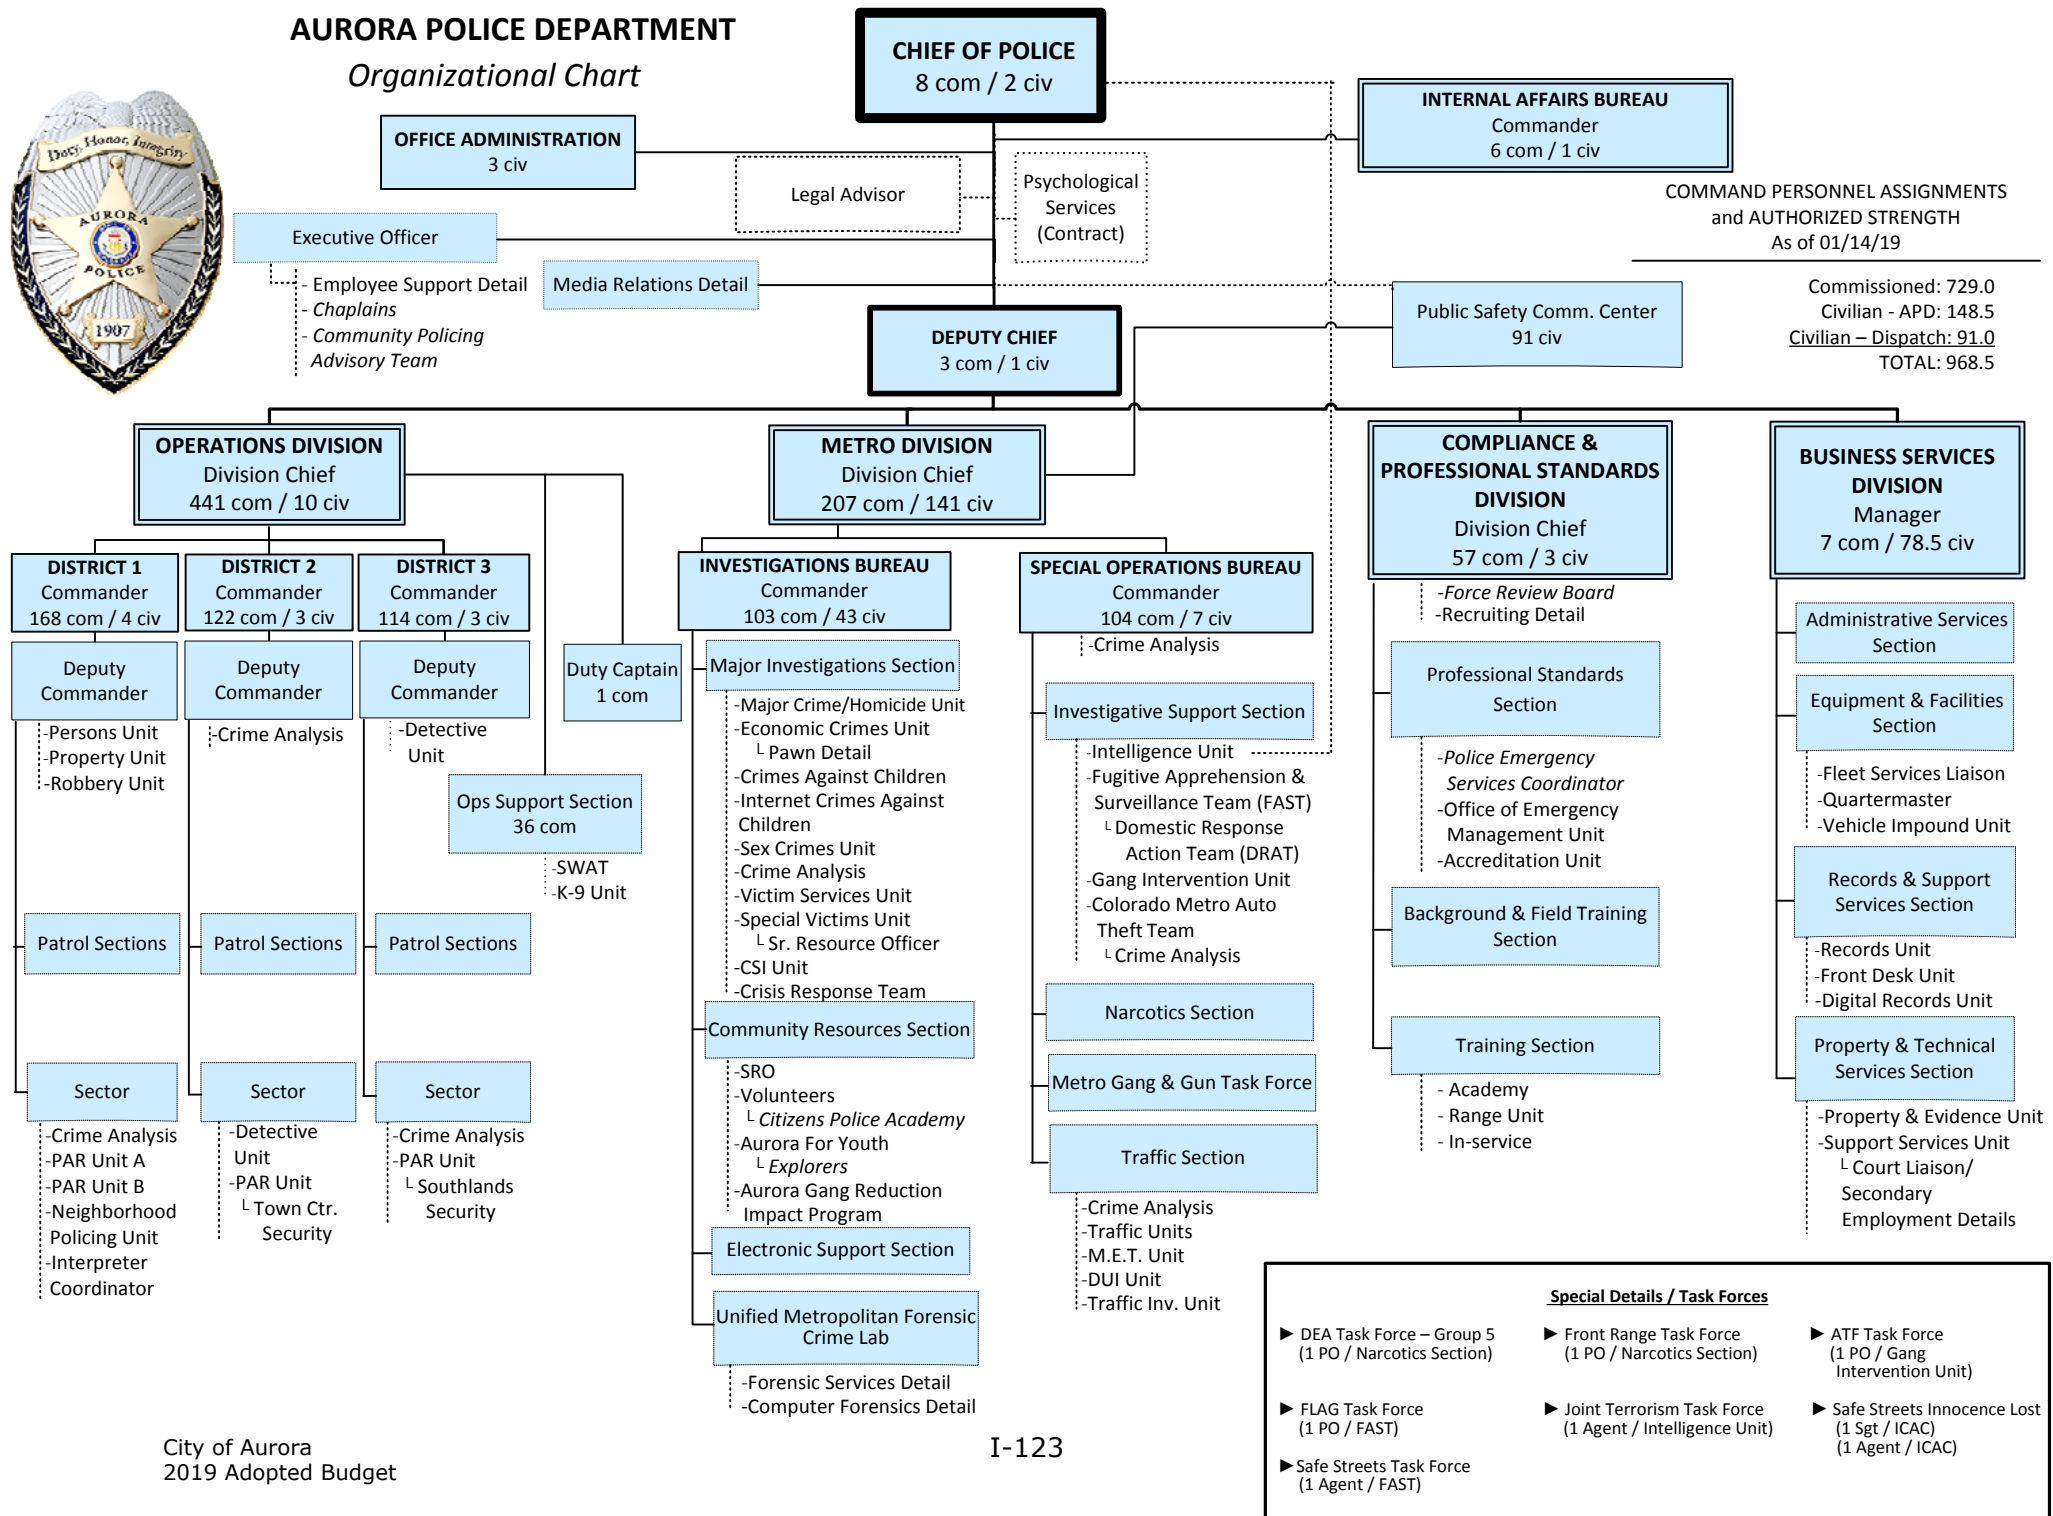 AURORA POLICE DEPARTMENT
Organizational Chart
Duty, Honor, Integrity
AURORA
POLICE
1907
CHIEF OF POLICE
8 com / 2 civ
OFFICE ADMINISTRATION
3 civ
INTERNAL AFFAIRS BUREAU
Commander
6 com / 1 civ
Legal Advisor
Psychological
Services
(Contract)
Executive Officer
- Employee Support Detail
- Chaplains
- Community Policing
Advisory Team
Media Relations Detail
COMMAND PERSONNEL ASSIGNMENTS
and AUTHORIZED STRENGTH
As of 01/14/19
Commissioned: 729.0
Civilian - APD: 148.5
Civilian – Dispatch: 91.0
TOTAL: 968.5
Public Safety Comm. Center
91 civ
DEPUTY CHIEF
3 com / 1 civ
OPERATIONS DIVISION
Division Chief
441 com / 10 civ
DISTRICT 1
Commander
168 com / 4 civ
Deputy
Commander
-Persons Unit
-Property Unit
-Robbery Unit
Patrol Sections
Sector
-Crime Analysis
-PAR Unit A
-PAR Unit B
-Neighborhood
Policing Unit
-Interpreter
Coordinator
DISTRICT 2
Commander
122 com / 3 civ
Deputy
Commander
-Crime Analysis
Patrol Sections
Sector
-Detective
Unit
-PAR Unit
└ Town Ctr.
Security
DISTRICT 3
Commander
114 com / 3 civ
Deputy
Commander
-Detective
Unit
Patrol Sections
Sector
-Crime Analysis
-PAR Unit
└ Southlands
Security
Duty Captain
1 com
Ops Support Section
36 com
-SWAT
-K-9 Unit
METRO DIVISION
Division Chief
207 com / 141 civ
INVESTIGATIONS BUREAU
Commander
103 com / 43 civ
Major Investigations Section
-Major Crime/Homicide Unit
-Economic Crimes Unit
└ Pawn Detail
-Crimes Against Children
-Internet Crimes Against
Children
-Sex Crimes Unit
-Crime Analysis
-Victim Services Unit
-Special Victims Unit
└ Sr. Resource Officer
-CSI Unit
-Crisis Response Team
Community Resources Section
-SRO
-Volunteers
└ Citizens Police Academy
-Aurora For Youth
└ Explorers
-Aurora Gang Reduction
Impact Program
Electronic Support Section
Unified Metropolitan Forensic
Crime Lab
-Forensic Services Detail
-Computer Forensics Detail
SPECIAL OPERATIONS BUREAU
Commander
104 com / 7 civ
-Crime Analysis
Investigative Support Section
-Intelligence Unit
-Fugitive Apprehension &
Surveillance Team (FAST)
└ Domestic Response
Action Team (DRAT)
-Gang Intervention Unit
-Colorado Metro Auto
Theft Team
└ Crime Analysis
Narcotics Section
Metro Gang & Gun Task Force
Traffic Section
-Crime Analysis
-Traffic Units
-M.E.T. Unit
-DUI Unit
-Traffic Inv. Unit
COMPLIANCE &
PROFESSIONAL STANDARDS
DIVISION
Division Chief
57 com / 3 civ
-Force Review Board
-Recruiting Detail
Professional Standards
Section
-Police Emergency
Services Coordinator
-Office of Emergency
Management Unit
-Accreditation Unit
Background & Field Training
Section
Training Section
- Academy
- Range Unit
- In-service
BUSINESS SERVICES
DIVISION
Manager
7 com / 78.5 civ
Administrative Services
Section
Equipment & Facilities
Section
-Fleet Services Liaison
-Quartermaster
-Vehicle Impound Unit
Records & Support
Services Section
-Records Unit
-Front Desk Unit
-Digital Records Unit
Property & Technical
Services Section
-Property & Evidence Unit
-Support Services Unit
└ Court Liaison/
Secondary
Employment Details
Special Details / Task Forces
► DEA Task Force – Group 5
(1 PO / Narcotics Section)
► Front Range Task Force
(1 PO / Narcotics Section)
► ATF Task Force
(1 PO / Gang
Intervention Unit)
► FLAG Task Force
(1 PO / FAST)
► Joint Terrorism Task Force
(1 Agent / Intelligence Unit)
► Safe Streets Innocence Lost
(1 Sgt / ICAC)
(1 Agent / ICAC)
► Safe Streets Task Force
(1 Agent / FAST)
City of Aurora
2019 Adopted Budget
I-123